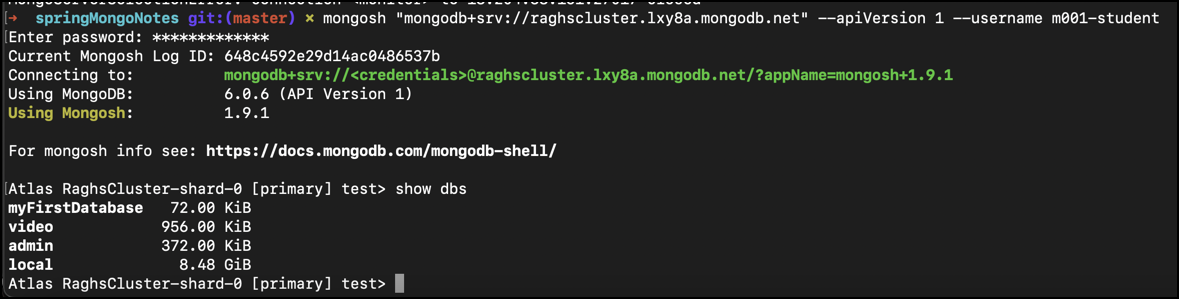 ➜ springMongoNotes git:(master) × mongosh "mongodb+srv://raghscluster.lxy8a.mongodb.net" --apiVersion 1 --username m001-student
Enter password: *************
Current Mongosh Log ID: 648c4592e29d14ac0486537b
Connecting to: mongodb+srv://<credentials>@raghscluster.lxy8a.mongodb.net/?appName=mongosh+1.9.1
Using MongoDB: 6.0.6 (API Version 1)
Using Mongosh: 1.9.1
For mongosh info see: https://docs.mongodb.com/mongodb-shell/
Atlas RaghsCluster-shard-0 [primary] test> show dbs
myFirstDatabase 72.00 KiB
video 956.00 KiB
admin 372.00 KiB
local 8.48 GiB
Atlas RaghsCluster-shard-0 [primary] test>